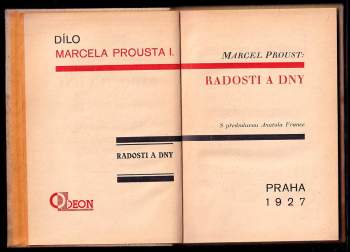 DÍLO
MARCELA PROUSTA I.
RADOSTI A DNY
ODEON
MARCEL PROUST:
RADOSTI A DNY
S předmluvou Anatola France
PRAHA
1927